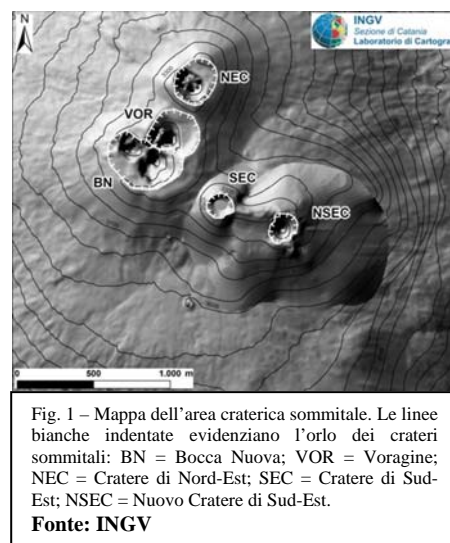 N
INGV
Sezione di Catania
Laboratorio di Cartogra
NEC
VOR
BN
SEC
NSEC
0
500
1.000 m
Fig. 1 – Mappa dell'area craterica sommitale. Le linee
bianche indentate evidenziano l'orlo dei crateri
sommitali: BN = Bocca Nuova; VOR = Voragine;
NEC = Cratere di Nord-Est; SEC = Cratere di Sud-
Est; NSEC = Nuovo Cratere di Sud-Est.
Fonte: INGV